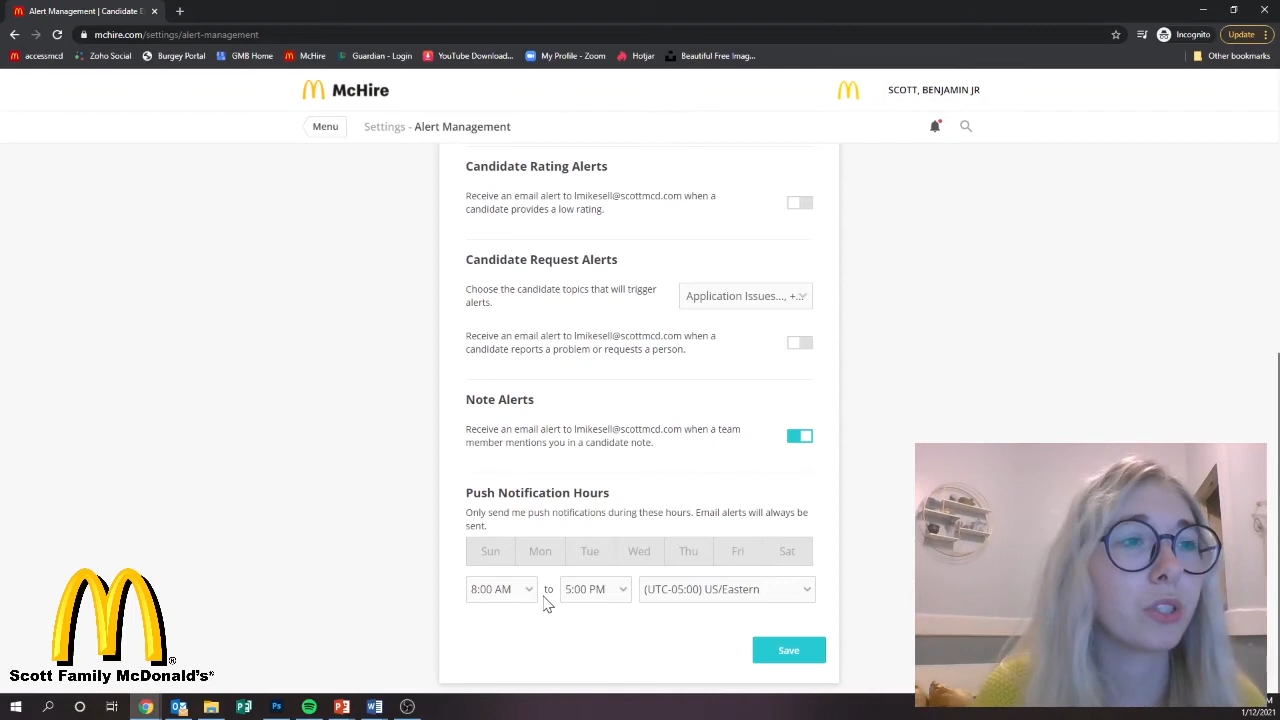 Alert Management | Candidate E
mchire.com/settings/alert-management
Incognito
Update
accessmcd
Zoho Social
Burgey Portal
GMB Home
McHire
Guardian - Login
YouTube Download...
My Profile - Zoom
Hotjar
Beautiful Free Imag...
Other bookmarks
McHire
SCOTT, BENJAMIN JR
Menu
Settings - Alert Management
Candidate Rating Alerts
Receive an email alert to lmikesell@scottmcd.com when a
candidate provides a low rating.
Candidate Request Alerts
Choose the candidate topics that will trigger
alerts.
Application Issues..., +...
Receive an email alert to lmikesell@scottmcd.com when a
candidate reports a problem or requests a person.
Note Alerts
Receive an email alert to lmikesell@scottmcd.com when a team
member mentions you in a candidate note.
Push Notification Hours
Only send me push notifications during these hours. Email alerts will always be
sent.
Sun Mon Tue Wed Thu Fri Sat
8:00 AM to 5:00 PM (UTC-05:00) US/Eastern
Save
®
Scott Family McDonald's*
1/12/2021